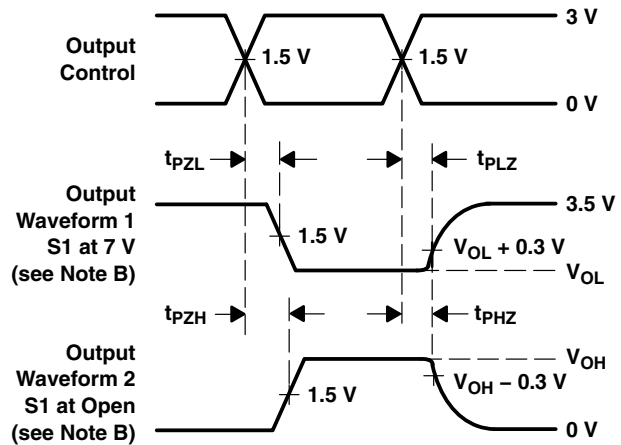 3 V
Output
Control
1.5 V
1.5 V
0 V
tPZL
tPLZ
Output
Waveform 1
S1 at 7 V
(see Note B)
3.5 V
1.5 V
VOL + 0.3 V
VOL
tPZH
tPHZ
Output
Waveform 2
S1 at Open
(see Note B)
VOH
1.5 V
VOH – 0.3 V
0 V